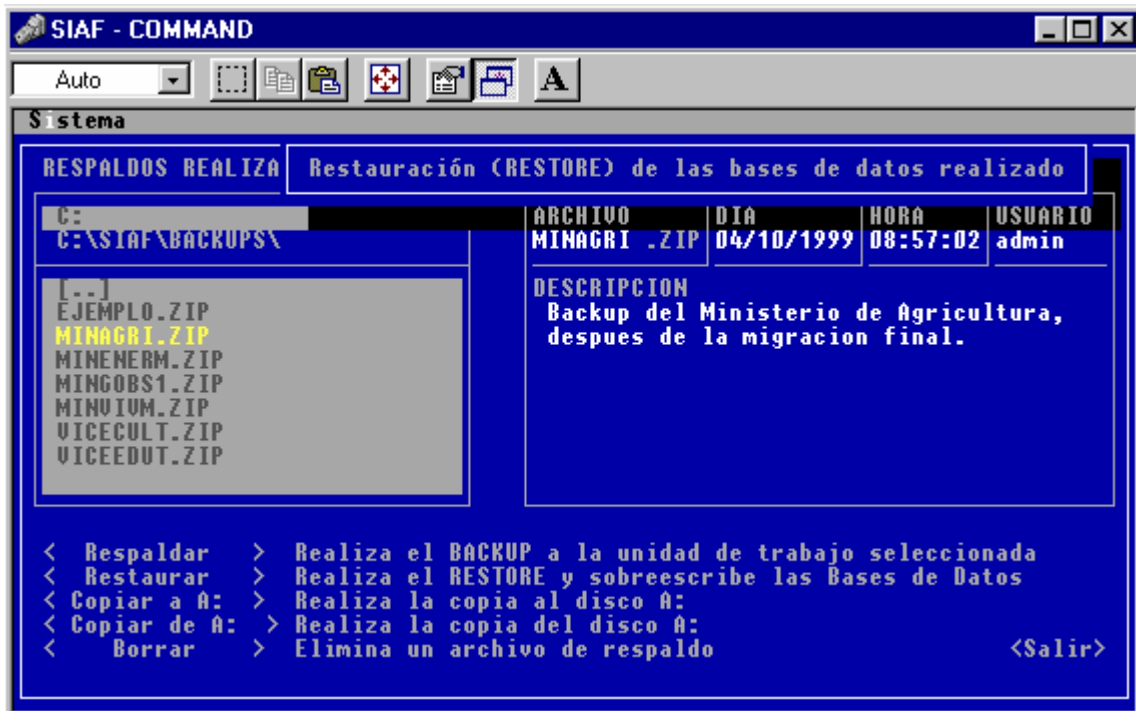 SIAF - COMMAND
Auto
A
Sistema
RESPALDOS REALIZA
Restauración (RESTORE) de las bases de datos realizado
C:
C:\SIAF\BACKUPS\
ARCHIVO DIA HORA USUARIO
MINAGRI .ZIP 04/10/1999 08:57:02 admin
[..]
EJEMPLO.ZIP
MINAGRI.ZIP
MINENERM.ZIP
MINGOBS1.ZIP
MINVIVM.ZIP
VICECULT.ZIP
VICEEDUT.ZIP
DESCRIPCION
Backup del Ministerio de Agricultura,
despues de la migracion final.
< Respaldar > Realiza el BACKUP a la unidad de trabajo seleccionada
< Restaurar > Realiza el RESTORE y sobreescribe las Bases de Datos
< Copiar a A: > Realiza la copia al disco A:
< Copiar de A: > Realiza la copia del disco A:
< Borrar > Elimina un archivo de respaldo <Salir>